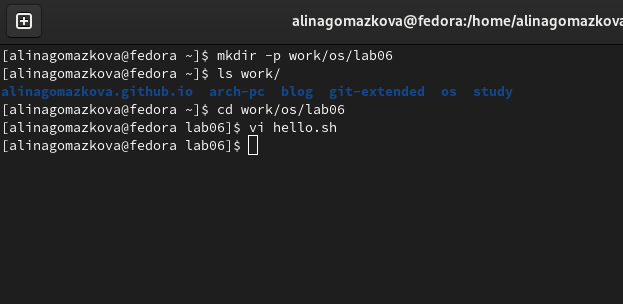 alinagomazkova@fedora:/home/alinagomazkova
[alinagomazkova@fedora ~]$ mkdir -p work/os/lab06
[alinagomazkova@fedora ~]$ ls work/
alinagomazkova.github.io  arch-pc  blog  git-extended  os  study
[alinagomazkova@fedora ~]$ cd work/os/lab06
[alinagomazkova@fedora lab06]$ vi hello.sh
[alinagomazkova@fedora lab06]$